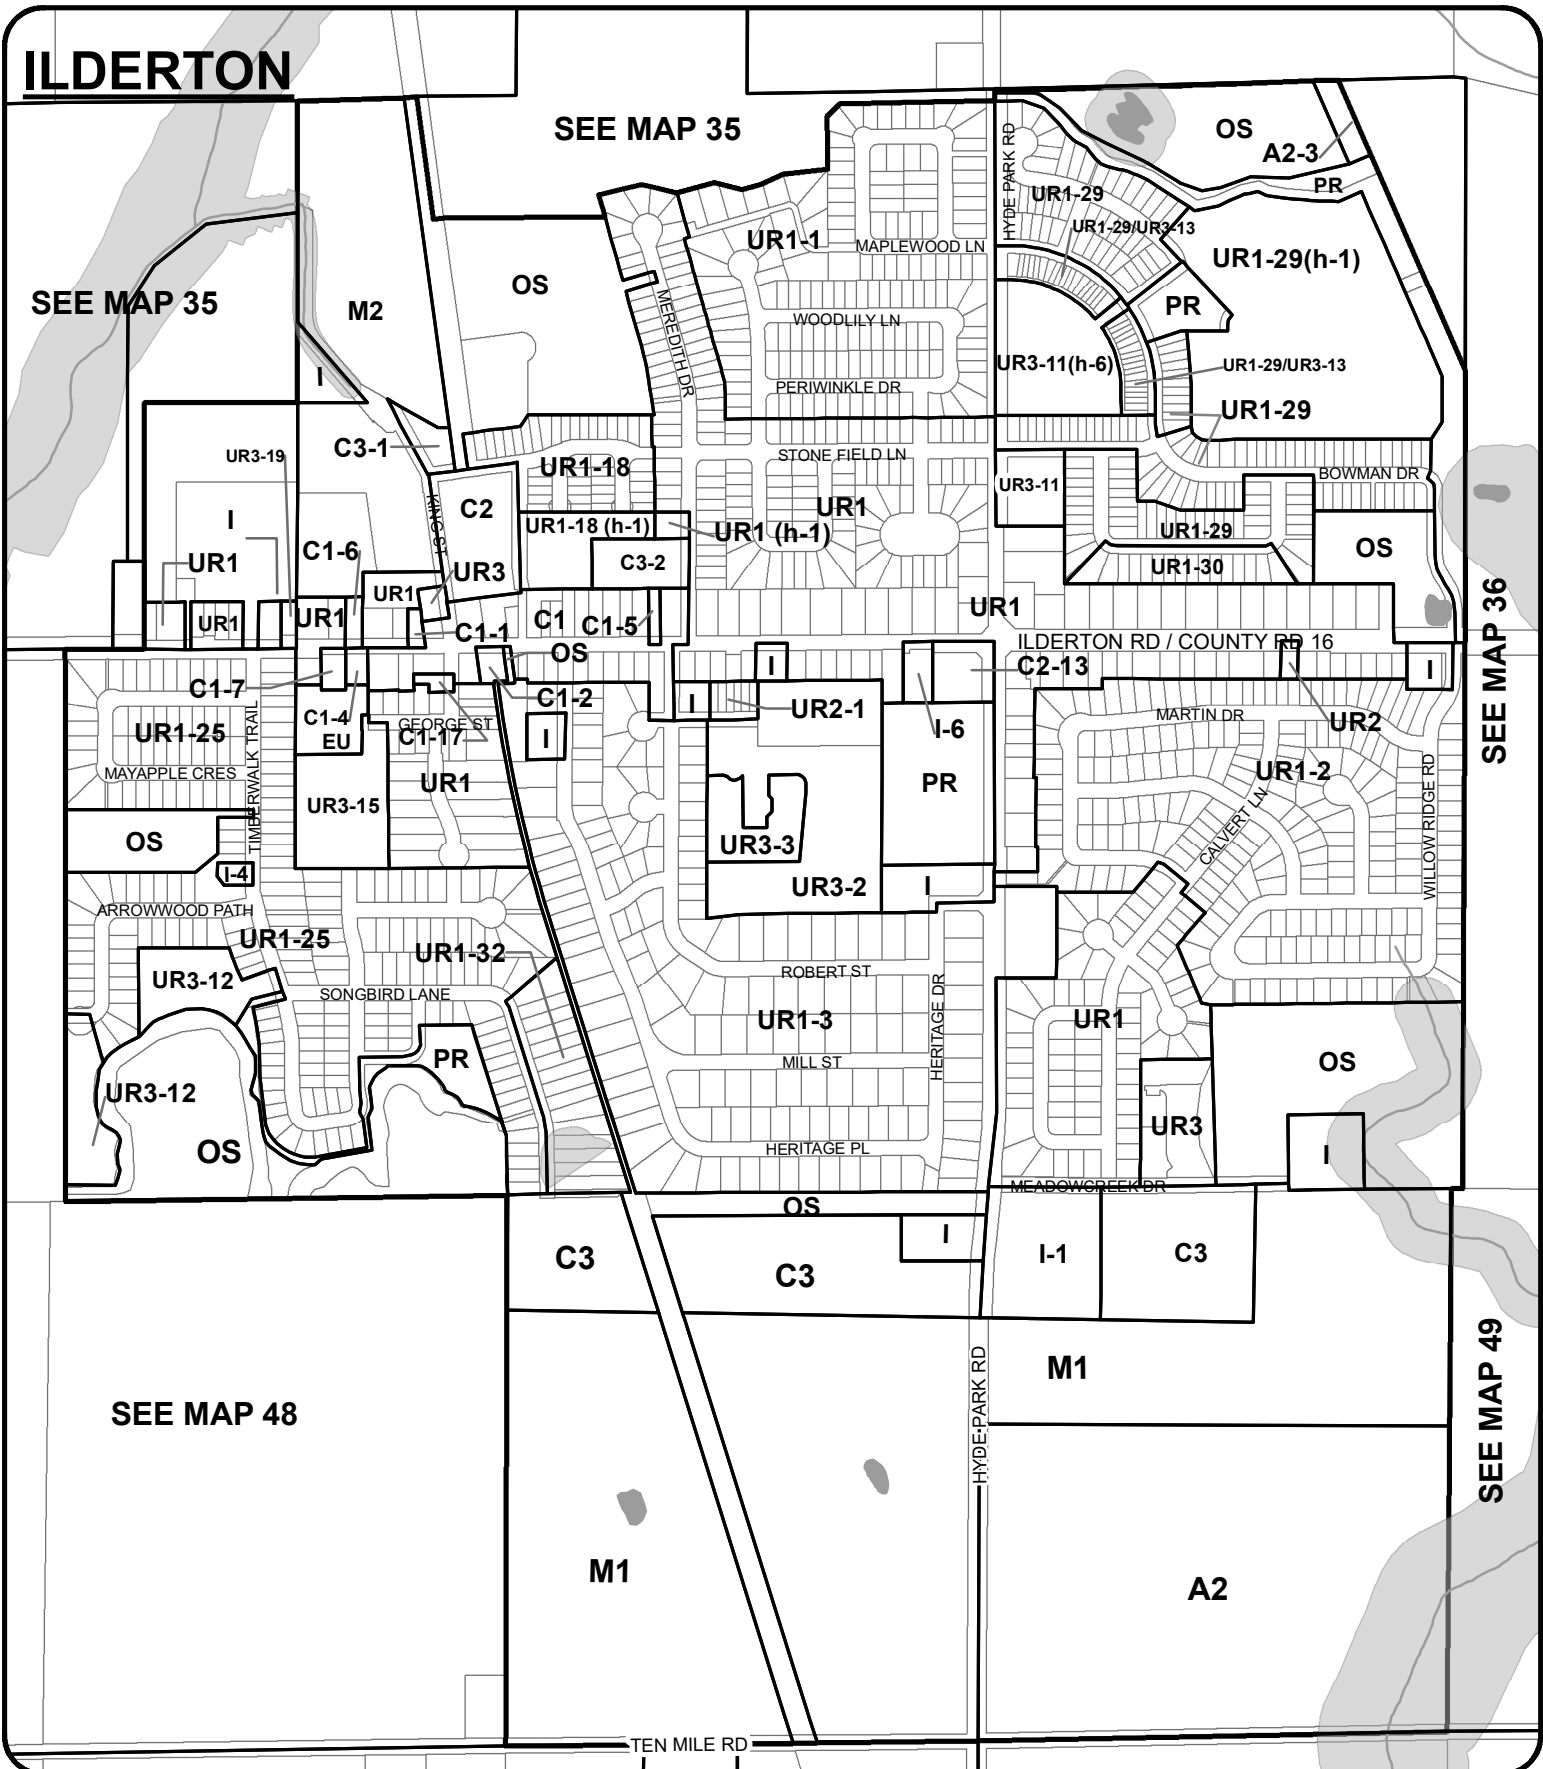 ILDERTON
SEE MAP 35
OS
A2-3
PR
HYDE PARK RD
UR1-29
UR1-29/UR3-13
UR1-1
MAPLEWOOD LN
UR1-29(h-1)
SEE MAP 35
M2
OS
PR
MEREDITH DR
WOODLILY LN
UR3-11(h-6)
UR1-29/UR3-13
I
PERIWINKLE DR
UR1-29
C3-1
UR3-19
UR1-18
STONE FIELD LN
BOWMAN DR
UR3-11
KING ST
C2
UR1
I
UR1-18 (h-1)
UR1 (h-1)
UR1-29
OS
C1-6
C3-2
UR1-30
UR1
UR3
UR1
SEE MAP 36
UR1
UR1
C1
C1-5
UR1
C1-1
ILDERTON RD / COUNTY RD 16
OS
I
C2-13
I
C1-7
C1-2
I
UR2-1
TIMBERWALK TRAIL
C1-4
GEORGE ST
C1-17
MARTIN DR
UR2
UR1-25
EU
I
I-6
MAYAPPLE CRES
UR1
UR1-2
PR
UR3-15
WILLOW RIDGE RD
CALVERT LN
OS
UR3-3
I-4
UR3-2
I
ARROWWOOD PATH
UR1-25
UR1-32
UR3-12
ROBERT ST
SONGBIRD LANE
HERITAGE DR
UR1-3
UR1
PR
MILL ST
OS
UR3-12
UR3
OS
HERITAGE PL
I
MEADOWCREEK DR
OS
C3
I
I-1
C3
C3
M1
HYDE PARK RD
SEE MAP 49
SEE MAP 48
M1
A2
TEN MILE RD